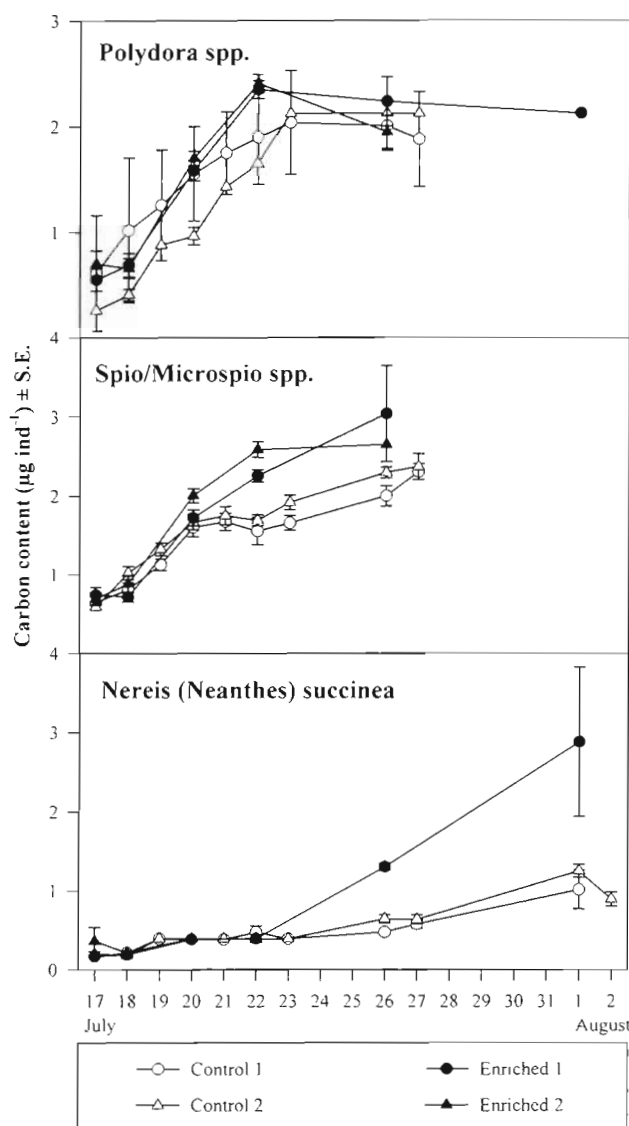 3
Polydora spp.
2
1
4
Spio/Microspio spp.
3
2
1
Carbon content (µg ind⁻¹) ± S.E.
4
Nereis (Neanthes) succinea
3
2
1
0
17 18 19 20 21 22 23 24 25 26 27 28 29 30 31 1 2
July August
Control 1 Enriched 1
Control 2 Enriched 2